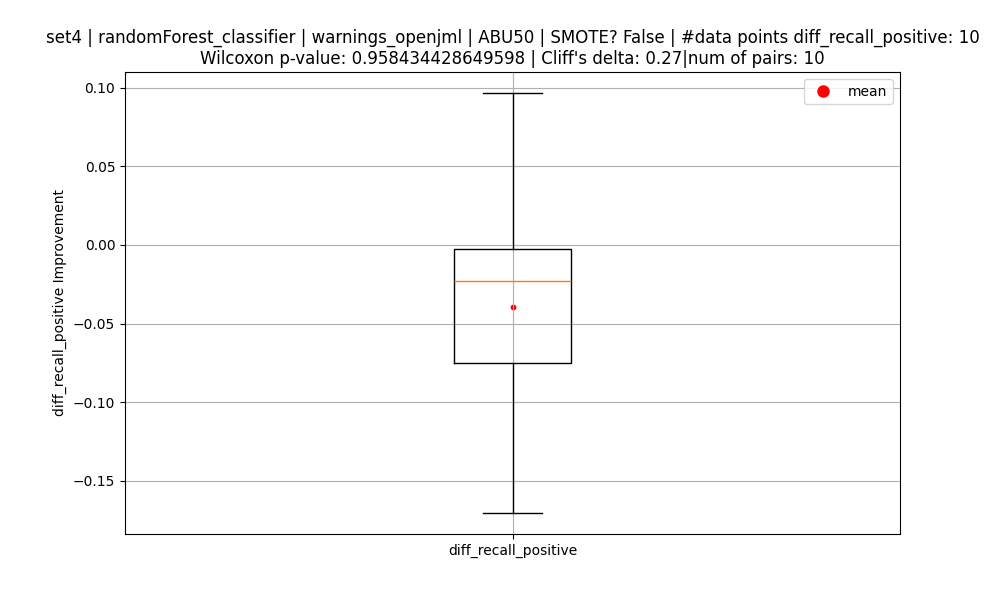 set4 | randomForest_classifier | warnings_openjml | ABU50 | SMOTE? False | #data points diff_recall_positive: 10
Wilcoxon p-value: 0.958434428649598 | Cliff's delta: 0.27|num of pairs: 10
mean
0.10
0.05
0.00
−0.05
−0.10
−0.15
diff_recall_positive Improvement
diff_recall_positive